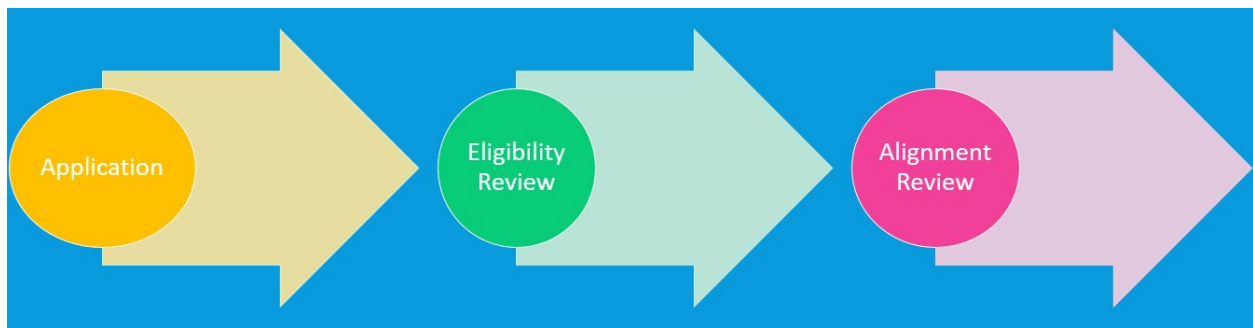 Application
Eligibility
Review
Alignment
Review